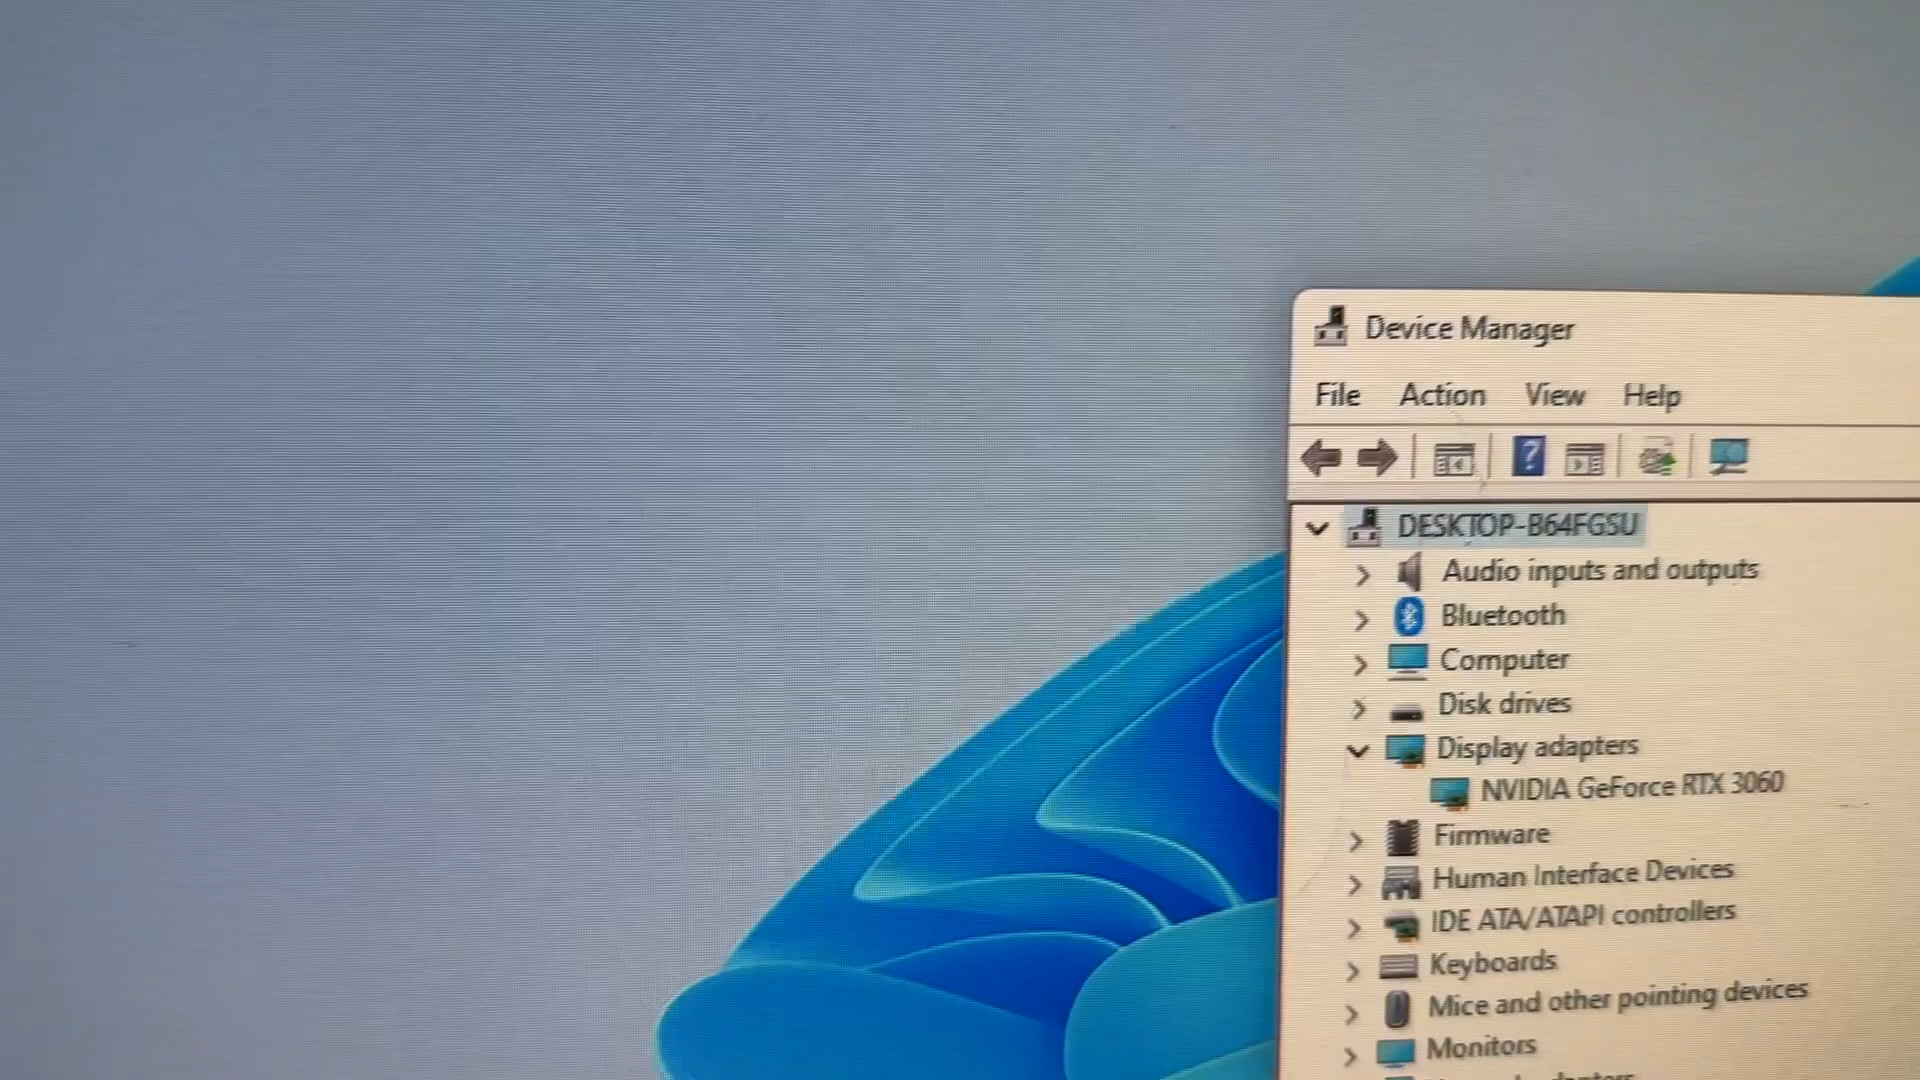 Device Manager
File Action View Help
DESKTOP-B64FGSU
Audio inputs and outputs
Bluetooth
Computer
Disk drives
Display adapters
NVIDIA GeForce RTX 3060
Firmware
Human Interface Devices
IDE ATA/ATAPI controllers
Keyboards
Mice and other pointing devices
Monitors